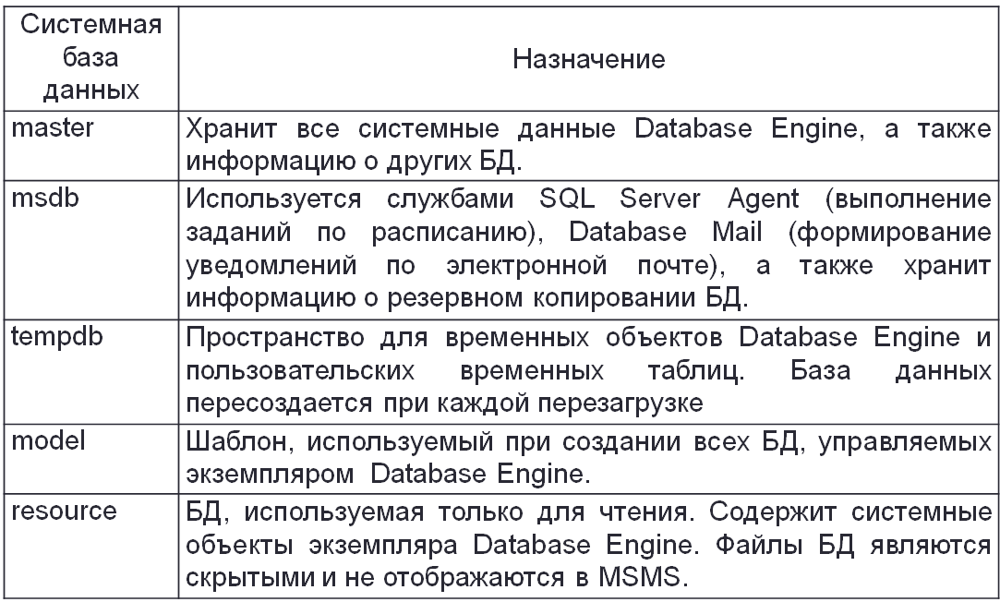 Системная
база
данных
Назначение
master
Хранит все системные данные Database Engine, а также
информацию о других БД.
msdb
Используется службами SQL Server Agent (выполнение
заданий по расписанию), Database Mail (формирование
уведомлений по электронной почте), а также хранит
информацию о резервном копировании БД.
tempdb
Пространство для временных объектов Database Engine и
пользовательских временных таблиц. База данных
пересоздается при каждой перезагрузке
model
Шаблон, используемый при создании всех БД, управляемых
экземпляром Database Engine.
resource
БД, используемая только для чтения. Содержит системные
объекты экземпляра Database Engine. Файлы БД являются
скрытыми и не отображаются в MSMS.